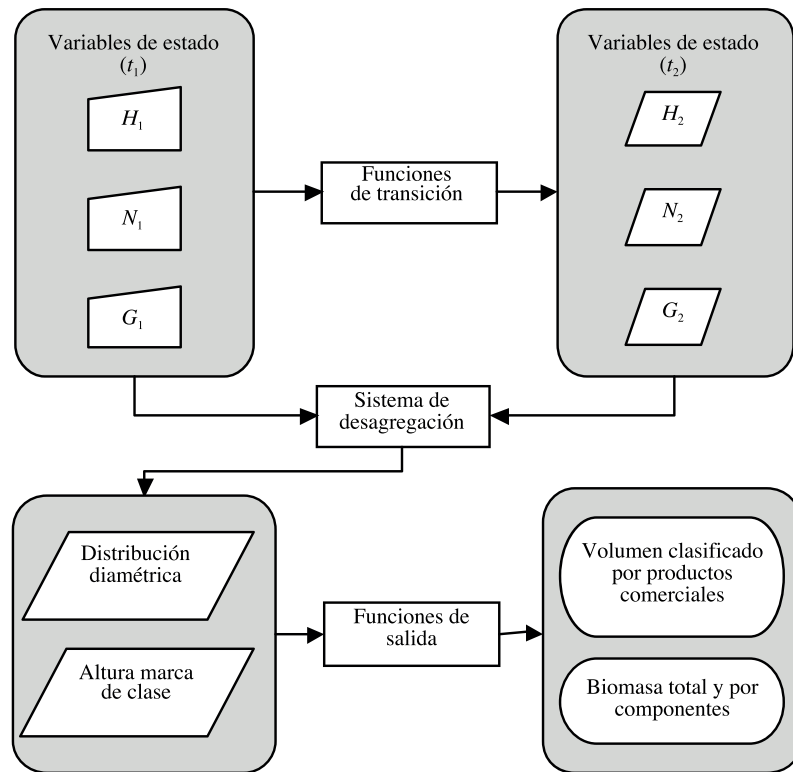 Variables de estado
(t₁)
H₁
N₁
G₁
Funciones
de transición
Variables de estado
(t₂)
H₂
N₂
G₂
Sistema de
desagregación
Distribución
diamétrica
Altura marca
de clase
Funciones de
salida
Volumen clasificado
por productos
comerciales
Biomasa total y por
componentes